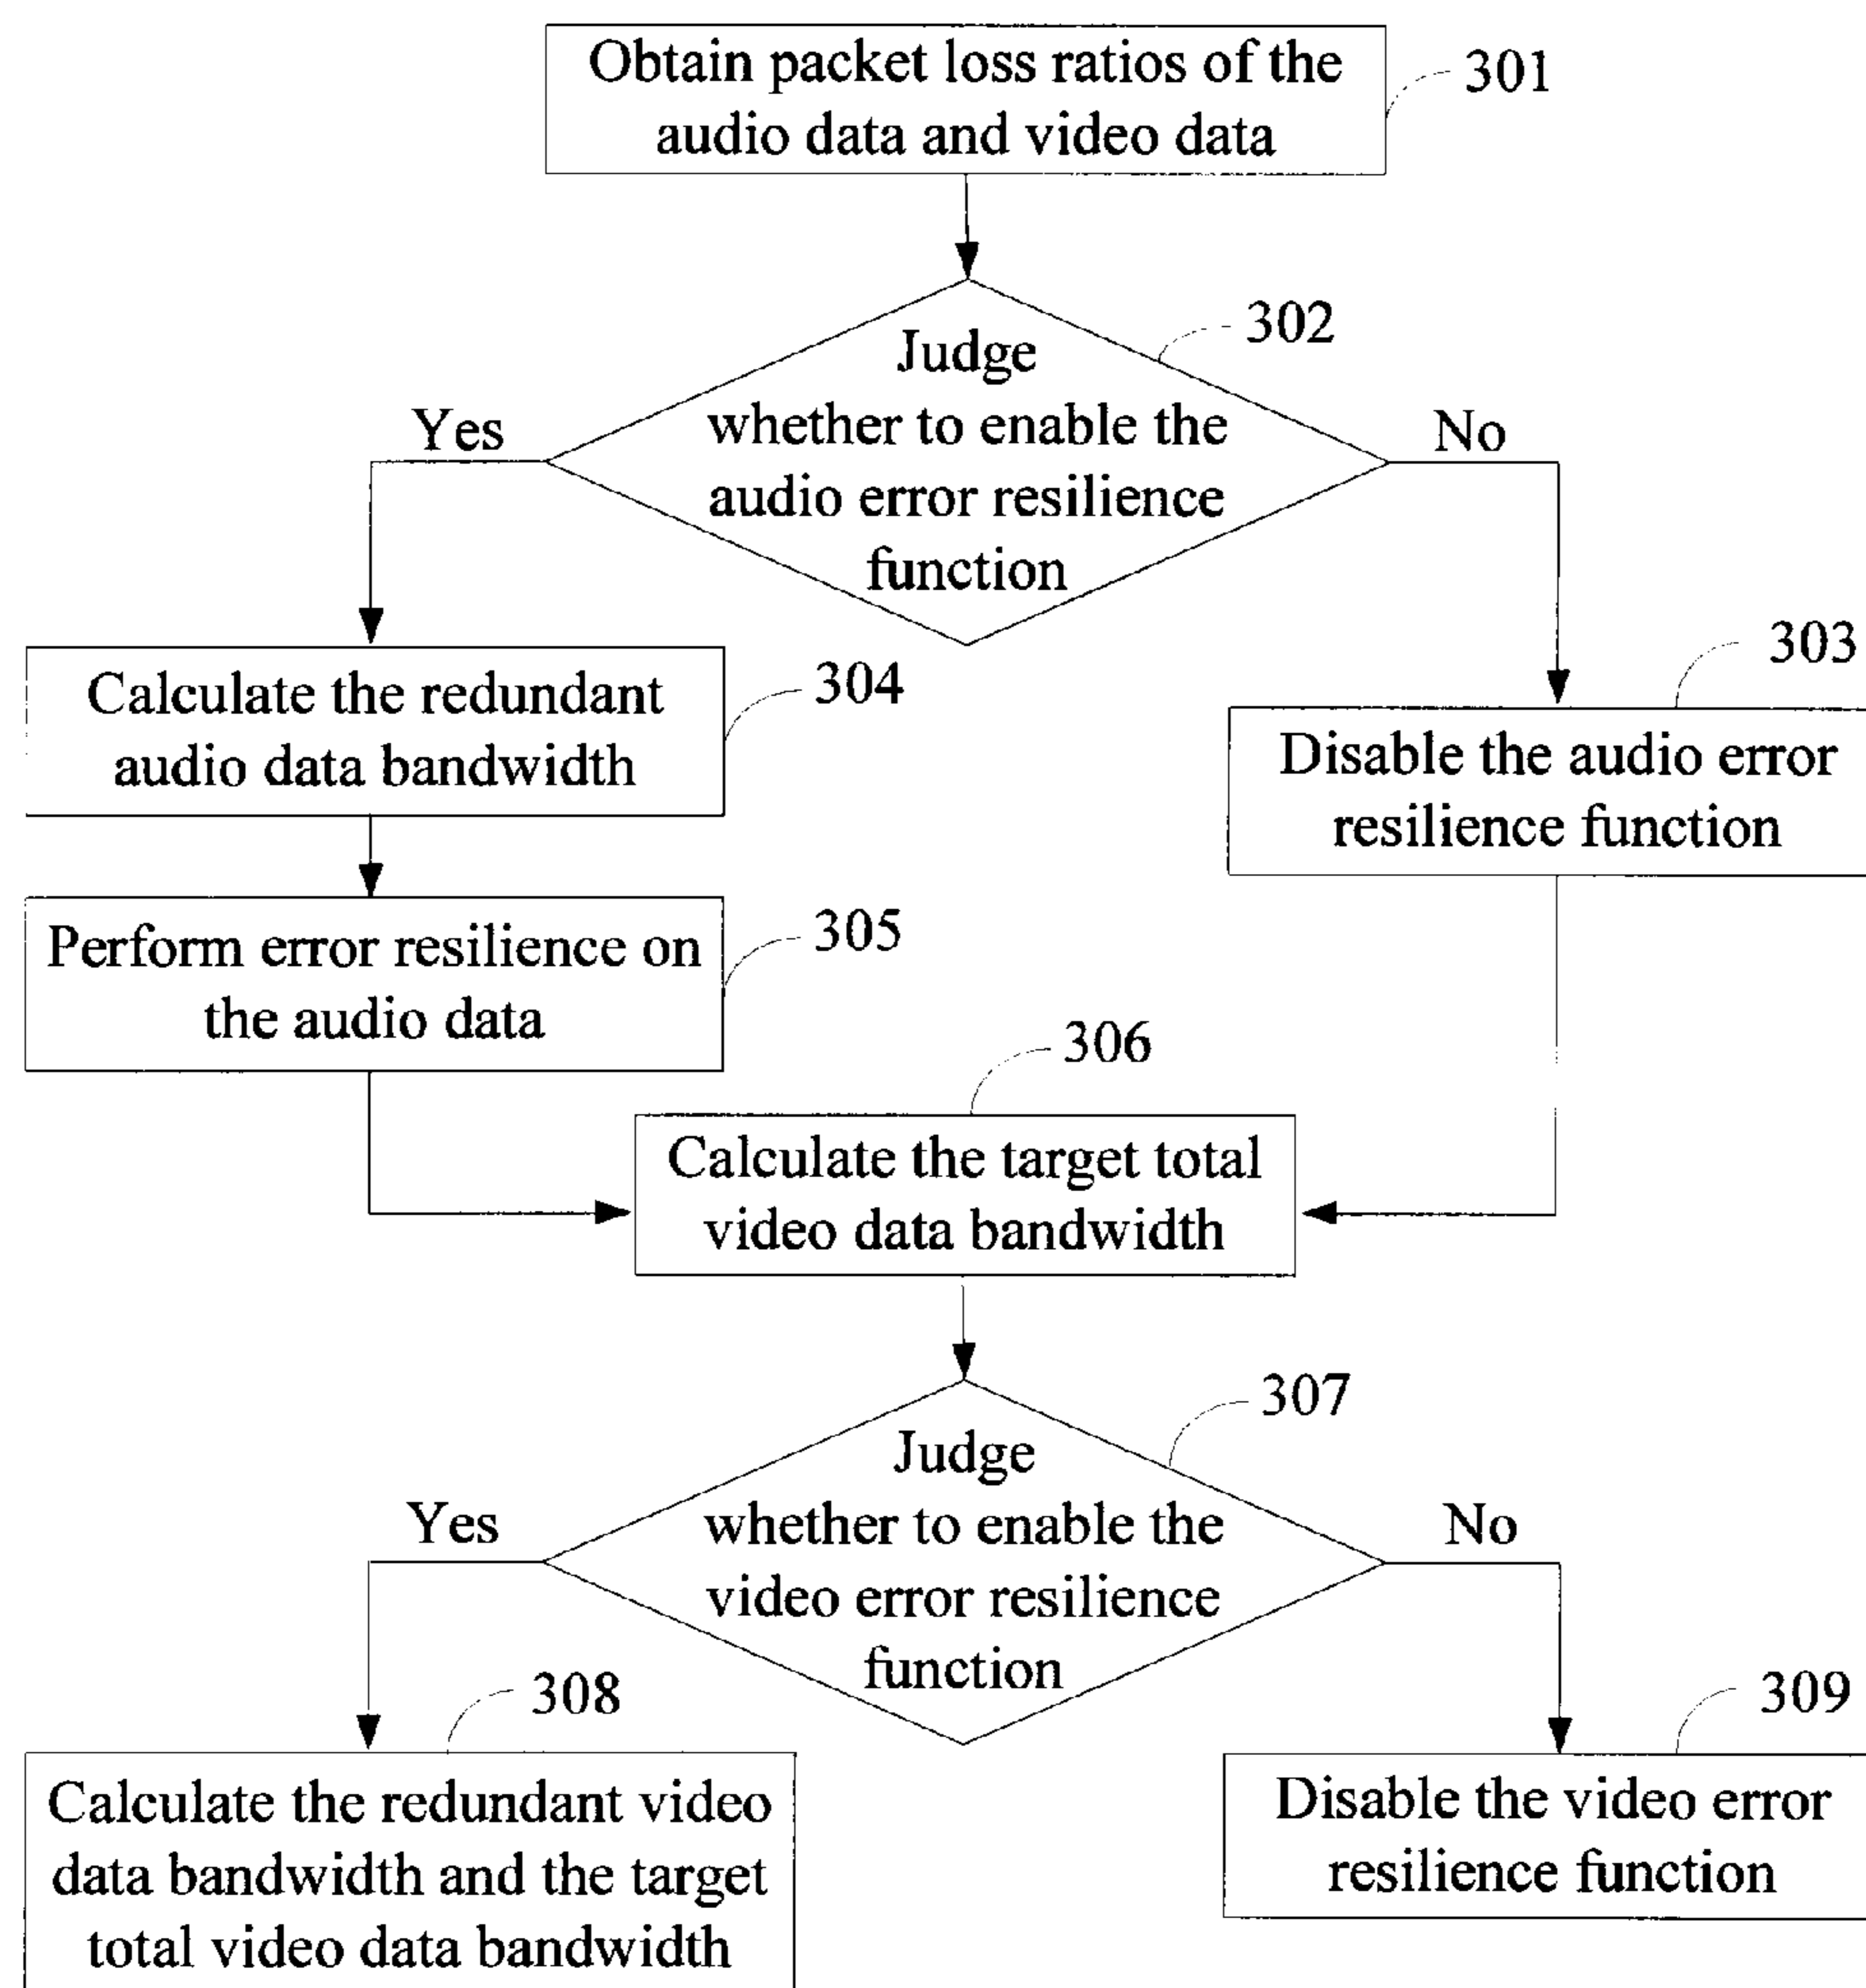 Obtain packet loss ratios of the
audio data and video data
301
302
Judge
whether to enable the
audio error resilience
function
Yes
No
303
304
Calculate the redundant
audio data bandwidth
Disable the audio error
resilience function
305
Perform error resilience on
the audio data
306
Calculate the target total
video data bandwidth
307
Judge
whether to enable the
video error resilience
function
Yes
No
308
309
Calculate the redundant video
data bandwidth and the target
total video data bandwidth
Disable the video error
resilience function